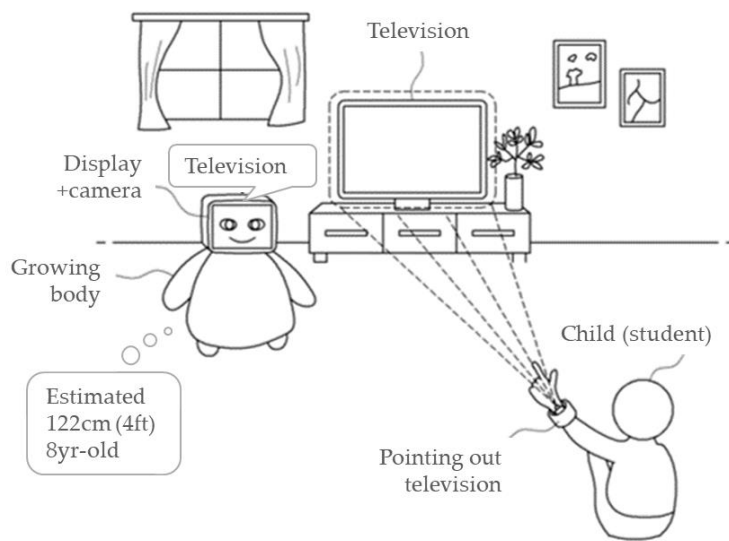 Television
Display
+camera
Television
Growing
body
Estimated
122cm (4ft)
8yr-old
Child (student)
Pointing out
television